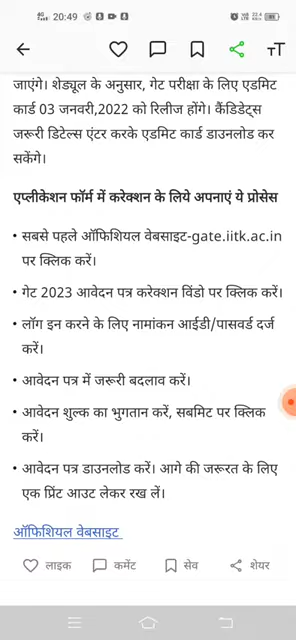 20:49
जाएंगे। शेड्यूल के अनुसार, गेट परीक्षा के लिए एडमिट
कार्ड 03 जनवरी,2022 को रिलीज होंगे। कैंडिडेट्स
जरूरी डिटेल्स एंटर करके एडमिट कार्ड डाउनलोड कर
सकेंगे।
एप्लीकेशन फॉर्म में करेक्शन के लिये अपनाएं ये प्रोसेस
• सबसे पहले ऑफिशियल वेबसाइट-gate.iitk.ac.in
पर क्लिक करें।
• गेट 2023 आवेदन पत्र करेक्शन विंडो पर क्लिक करें।
• लॉग इन करने के लिए नामांकन आईडी/पासवर्ड दर्ज
करें।
• आवेदन पत्र में जरूरी बदलाव करें।
• आवेदन शुल्क का भुगतान करें, सबमिट पर क्लिक
करें।
• आवेदन पत्र डाउनलोड करें। आगे की जरूरत के लिए
एक प्रिंट आउट लेकर रख लें।
ऑफिशियल वेबसाइट
लाइक कमेंट सेव शेयर